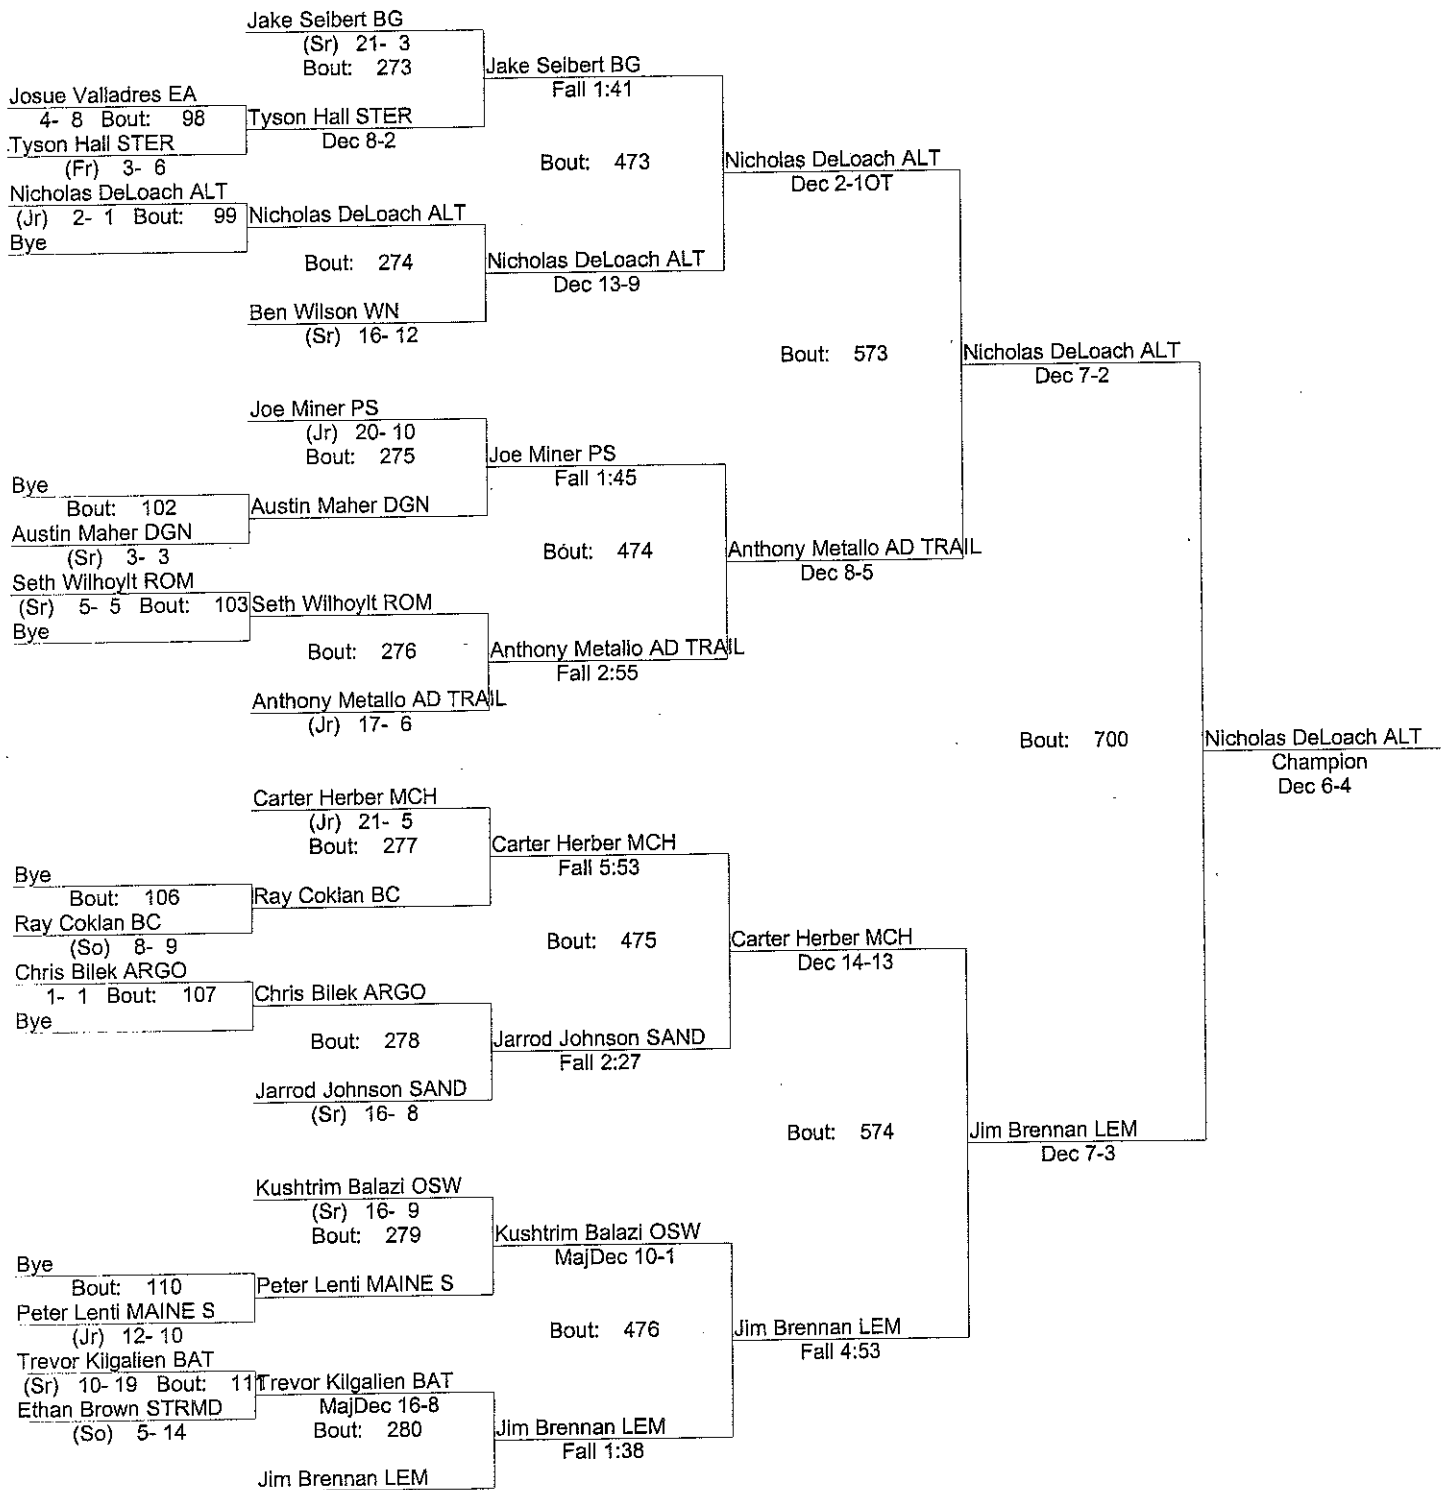 Jake Seibert BG
(Sr) 21- 3
Bout: 273
Jake Seibert BG
Fall 1:41
Josue Valladres EA
4- 8 Bout: 98
Tyson Hall STER
Tyson Hall STER
Dec 8-2
(Fr) 3- 6
Bout: 473
Nicholas DeLoach ALT
Dec 2-1OT
Nicholas DeLoach ALT
(Jr) 2- 1 Bout: 99
Nicholas DeLoach ALT
Bye
Bout: 274
Nicholas DeLoach ALT
Dec 13-9
Ben Wilson WN
(Sr) 16- 12
Bout: 573
Nicholas DeLoach ALT
Dec 7-2
Joe Miner PS
(Jr) 20- 10
Bout: 275
Joe Miner PS
Fall 1:45
Bye
Bout: 102
Austin Maher DGN
Austin Maher DGN
(Sr) 3- 3
Bout: 474
Anthony Metallo AD TRAIL
Dec 8-5
Seth Wilhoylt ROM
(Sr) 5- 5 Bout: 103
Seth Wilhoylt ROM
Bye
Bout: 276
Anthony Metallo AD TRAIL
Fall 2:55
Anthony Metallo AD TRAIL
(Jr) 17- 6
Bout: 700
Nicholas DeLoach ALT
Champion
Dec 6-4
Carter Herber MCH
(Jr) 21- 5
Bout: 277
Carter Herber MCH
Fall 5:53
Bye
Bout: 106
Ray Coklan BC
Ray Coklan BC
(So) 8- 9
Bout: 475
Carter Herber MCH
Dec 14-13
Chris Bilek ARGO
1- 1 Bout: 107
Chris Bilek ARGO
Bye
Bout: 278
Jarrod Johnson SAND
Fall 2:27
Jarrod Johnson SAND
(Sr) 16- 8
Bout: 574
Jim Brennan LEM
Dec 7-3
Kushtrim Balazi OSW
(Sr) 16- 9
Bout: 279
Kushtrim Balazi OSW
MajDec 10-1
Bye
Bout: 110
Peter Lenti MAINE S
Peter Lenti MAINE S
(Jr) 12- 10
Bout: 476
Jim Brennan LEM
Fall 4:53
Trevor Kilgalien BAT
(Sr) 10- 19 Bout: 111
Trevor Kilgalien BAT
MajDec 16-8
Ethan Brown STRMD
(So) 5- 14
Bout: 280
Jim Brennan LEM
Fall 1:38
Jim Brennan LEM